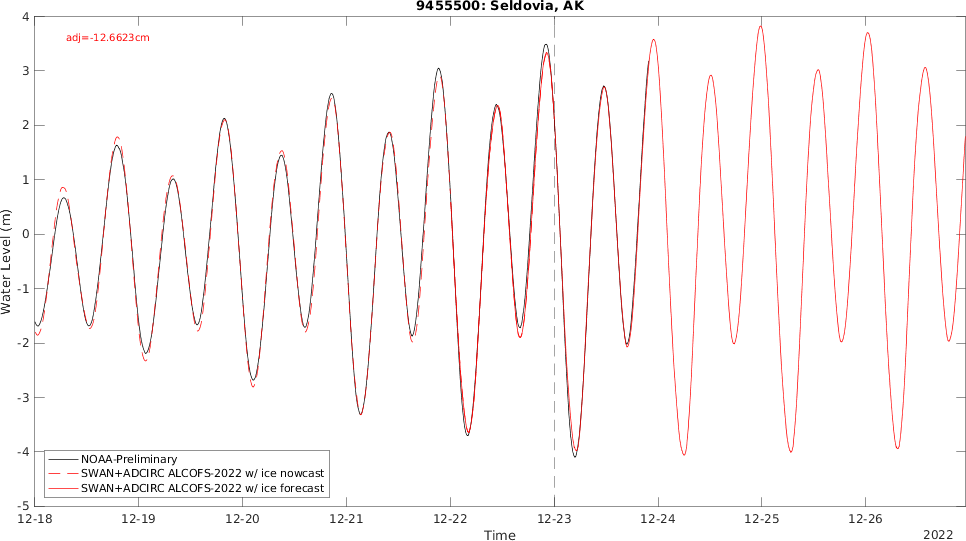 9455500: Seldovia, AK
adj=-12.6623cm
4
3
2
1
0
-1
-2
-3
-4
-5
Water Level (m)
NOAA-Preliminary
SWAN+ADCIRC ALCOFS-2022 w/ ice nowcast
SWAN+ADCIRC ALCOFS-2022 w/ ice forecast
12-18 12-19 12-20 12-21 12-22 12-23 12-24 12-25 12-26
Time
2022